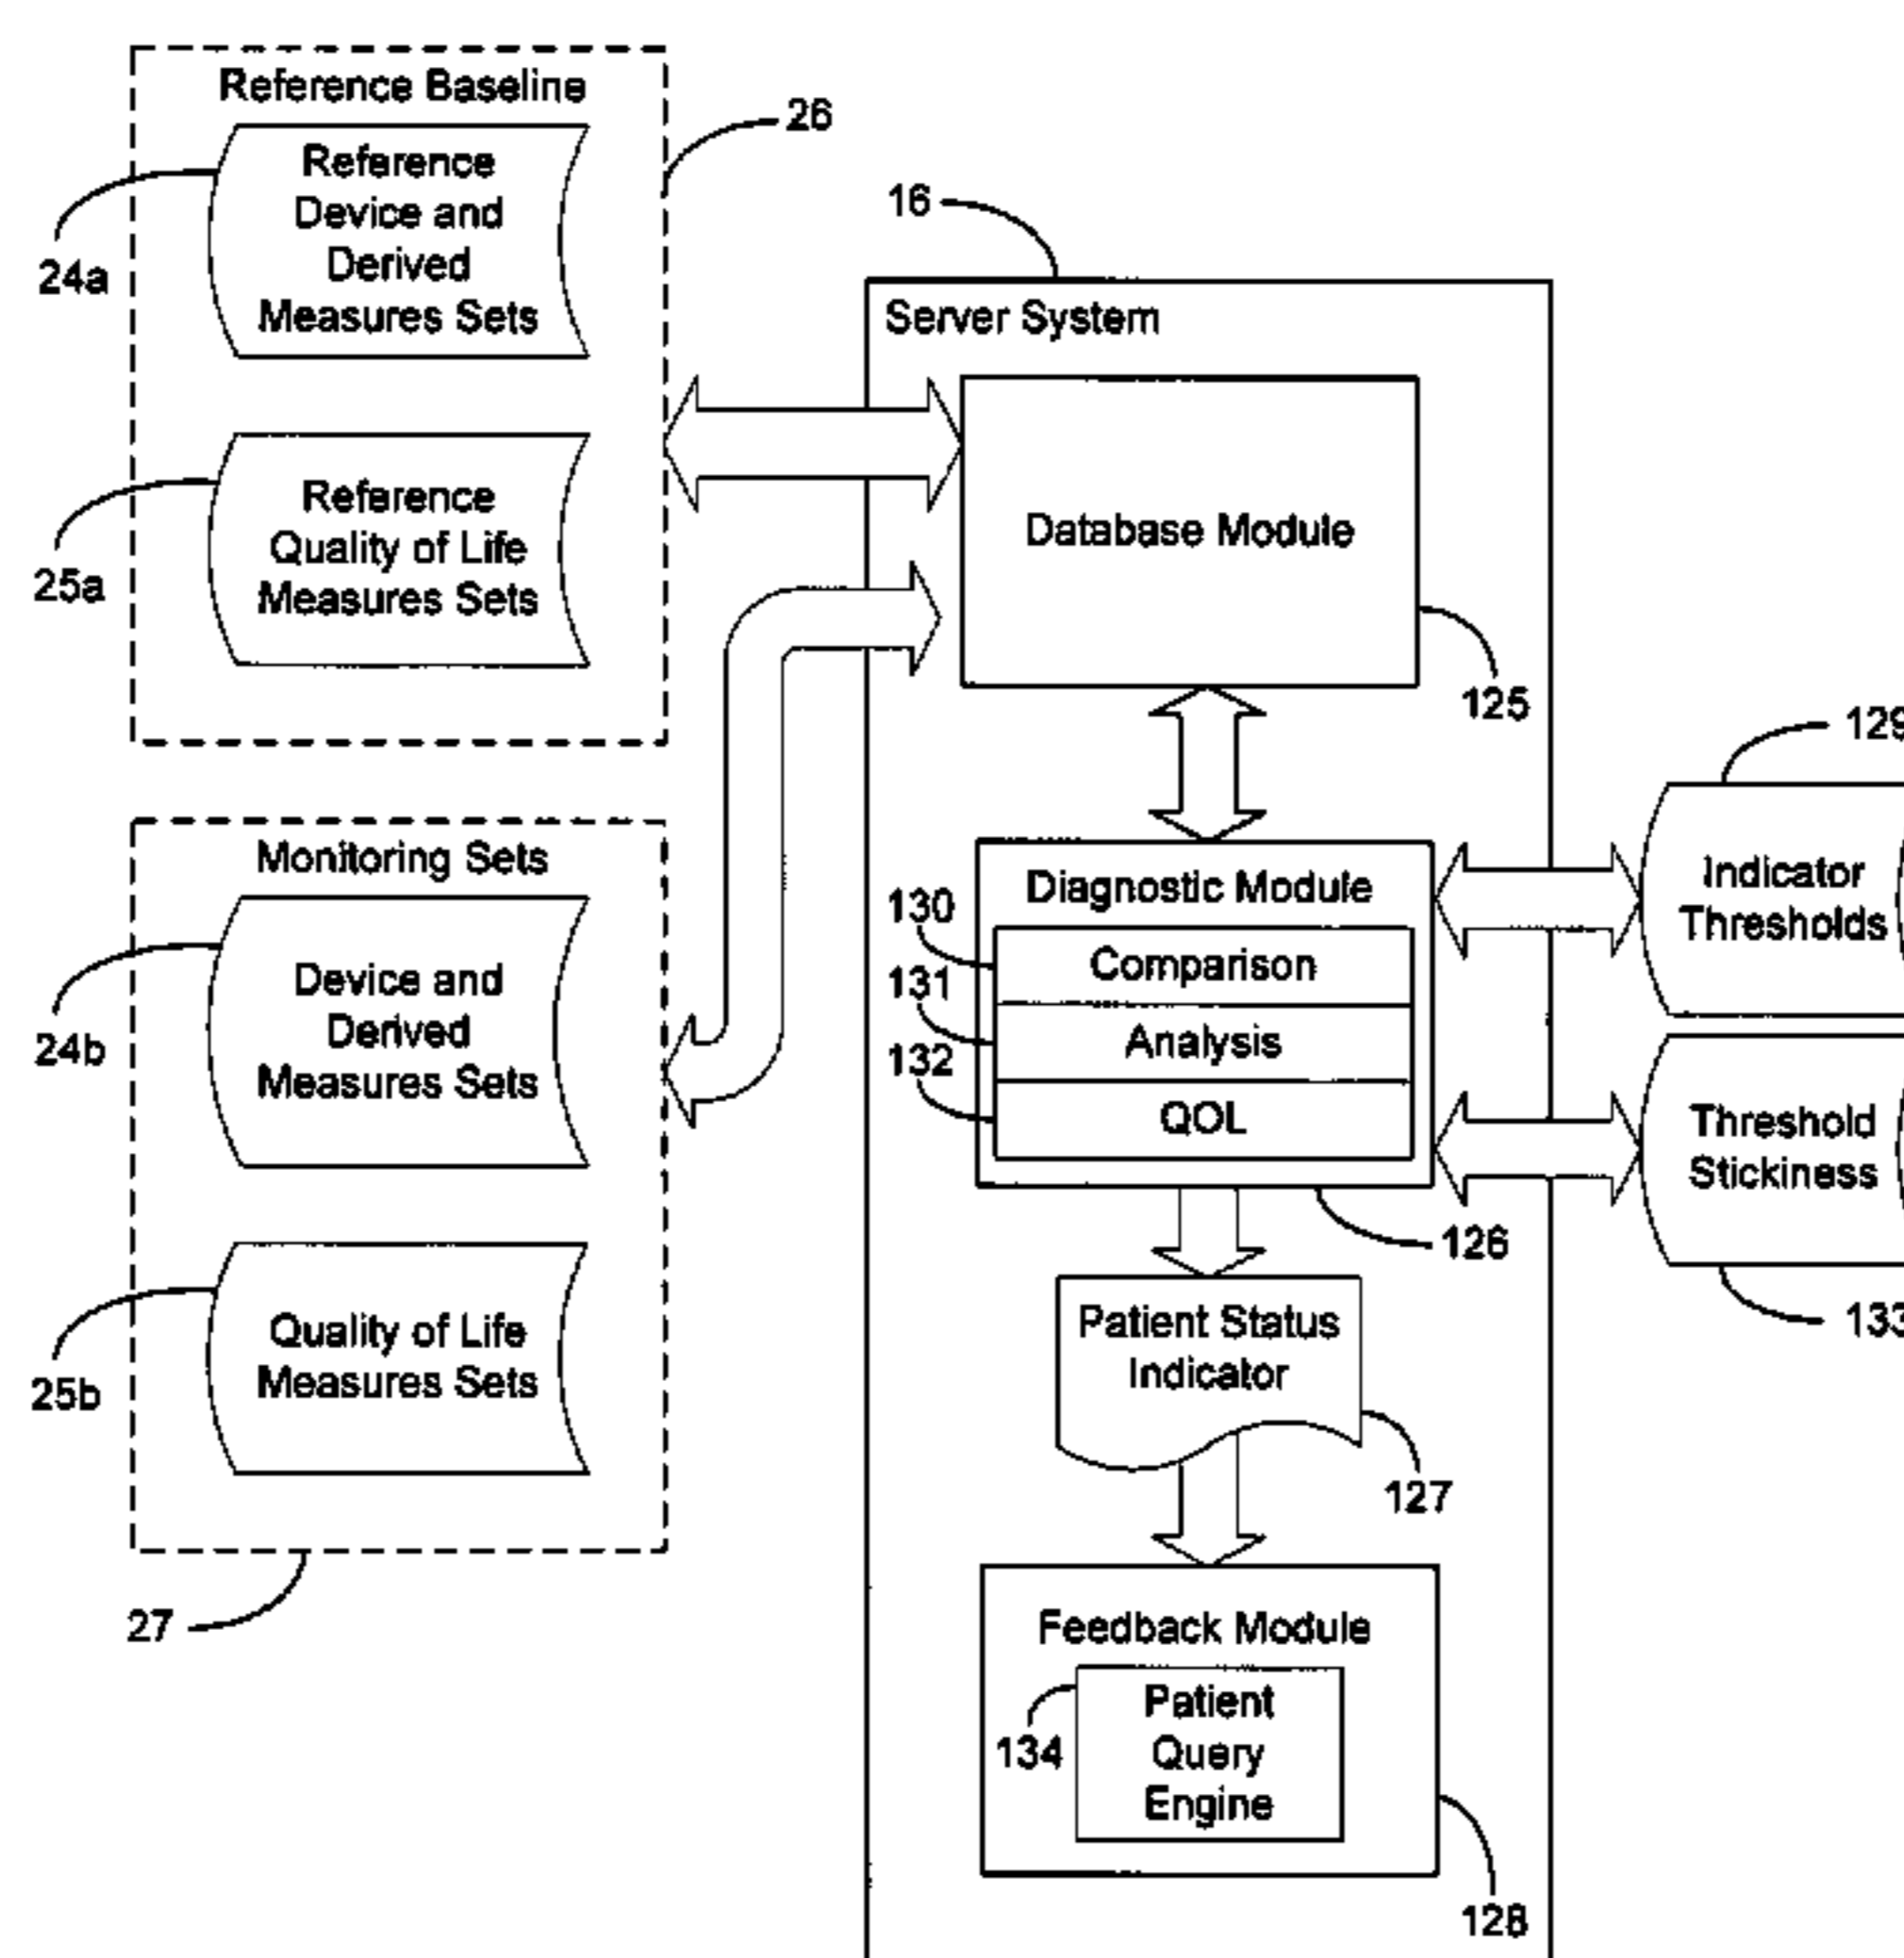 Reference Baseline
26
Reference
Device and
Derived
Measures Sets
24a
Reference
Quality of Life
Measures Sets
25a
Monitoring Sets
Device and
Derived
Measures Sets
24b
Quality of Life
Measures Sets
25b
27
16
Server System
Database Module
125
Diagnostic Module
130
Comparison
131
Analysis
132
QOL
126
129
Indicator
Thresholds
Threshold
Stickiness
133
Patient Status
Indicator
127
Feedback Module
134
Patient
Query
Engine
128